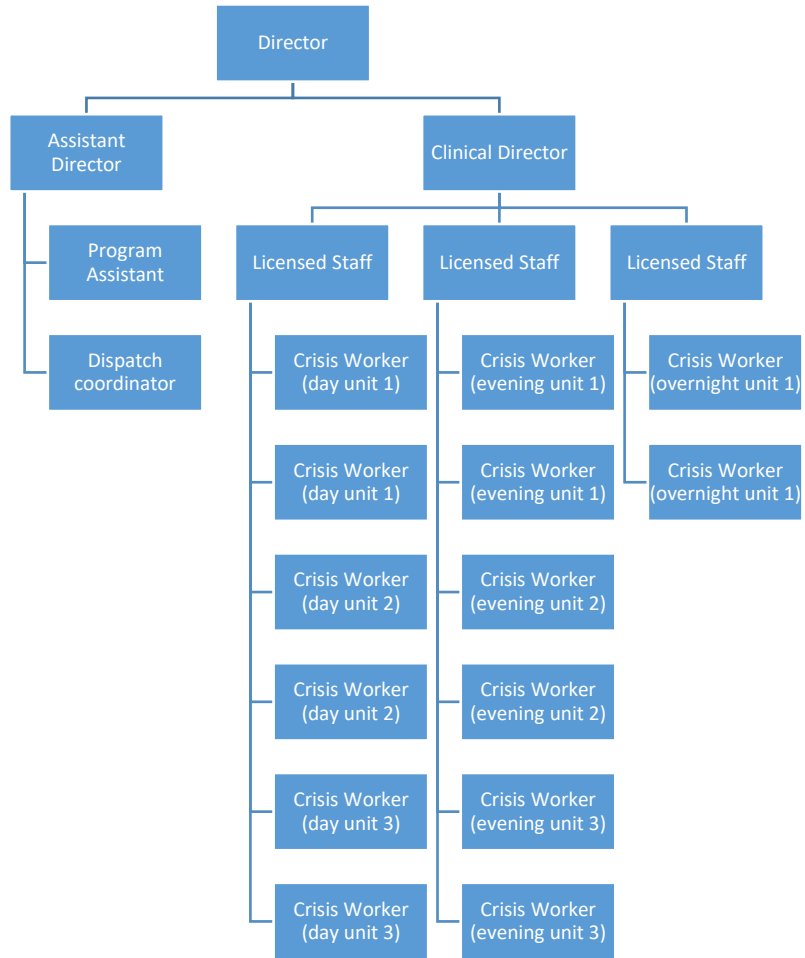 Director
Assistant
Director
Clinical Director
Program
Assistant
Dispatch
coordinator
Licensed Staff
Crisis Worker
(day unit 1)
Crisis Worker
(day unit 1)
Crisis Worker
(day unit 2)
Crisis Worker
(day unit 2)
Crisis Worker
(day unit 3)
Crisis Worker
(day unit 3)
Licensed Staff
Crisis Worker
(evening unit 1)
Crisis Worker
(evening unit 1)
Crisis Worker
(evening unit 2)
Crisis Worker
(evening unit 2)
Crisis Worker
(evening unit 3)
Crisis Worker
(evening unit 3)
Licensed Staff
Crisis Worker
(overnight unit 1)
Crisis Worker
(overnight unit 1)